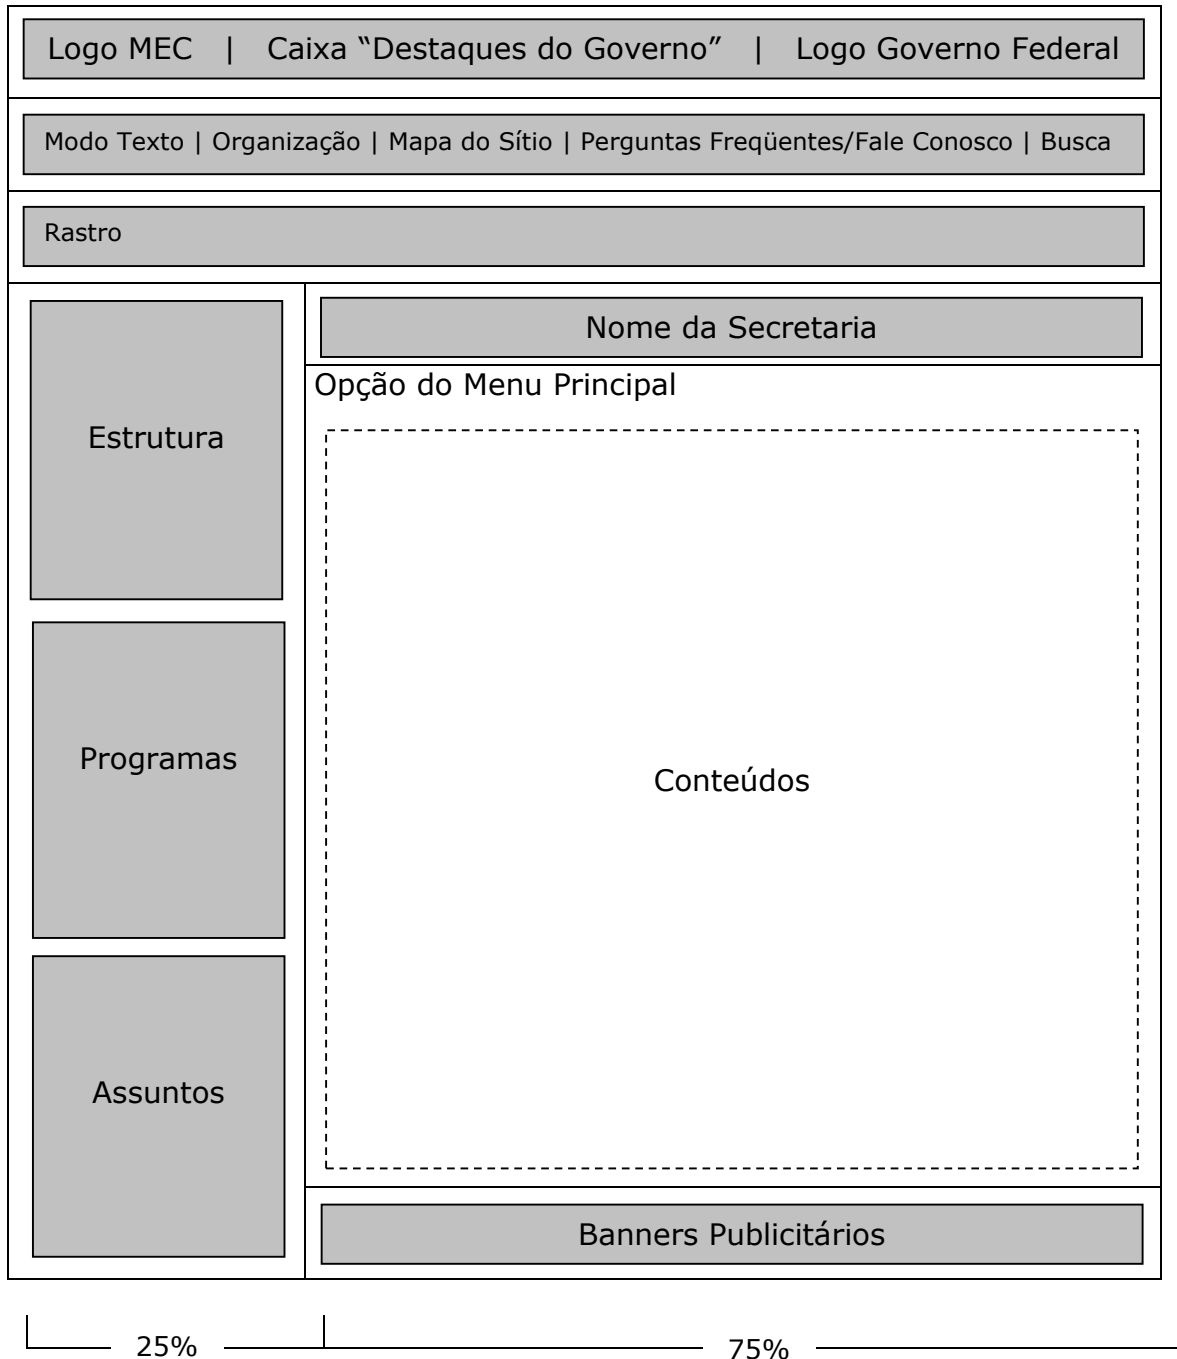 Logo MEC | Caixa “Destaques do Governo” | Logo Governo Federal
Modo Texto | Organização | Mapa do Sítio | Perguntas Freqüentes/Fale Conosco | Busca
Rastro
Nome da Secretaria
Opção do Menu Principal
Estrutura
Programas
Conteúdos
Assuntos
Banners Publicitários
25%
75%